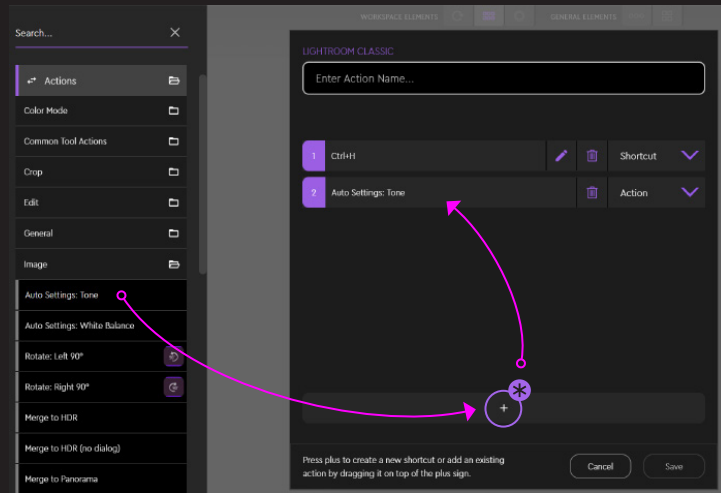 WORKSPACE ELEMENTS
GENERAL ELEMENTS
Search...
Actions
Color Mode
Common Tool Actions
Crop
Edit
General
Image
Auto Settings: Tone
Auto Settings: White Balance
Rotate: Left 90°
Rotate: Right 90°
Merge to HDR
Merge to HDR (no dialog)
Merge to Panorama
LIGHTROOM CLASSIC
Enter Action Name...
1 Ctrl+H Shortcut
2 Auto Settings: Tone Action
+
Press plus to create a new shortcut or add an existing
action by dragging it on top of the plus sign.
Cancel
Save